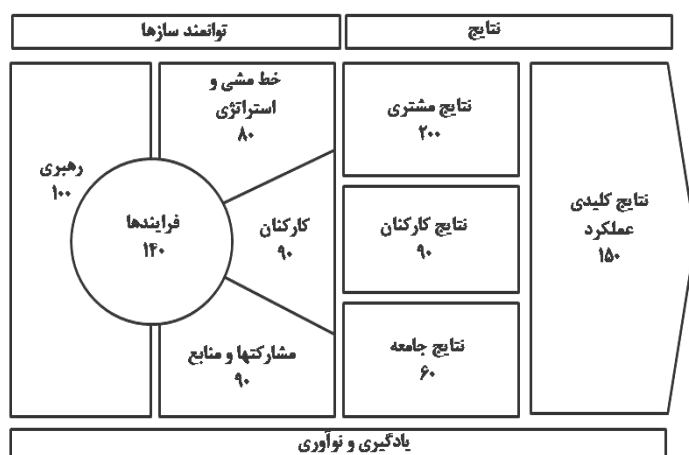 توانمند سازها
نتایج
رهبری
۱۰۰
فرایندها
۱۴۰
خط مشی و
استراتژی
۸۰
کارکنان
۹۰
مشارکتها و منابع
۹۰
نتایج مشتری
۲۰۰
نتایج کارکنان
۹۰
نتایج جامعه
۶۰
نتایج کلیدی
عملکرد
۱۵۰
یادگیری و نوآوری